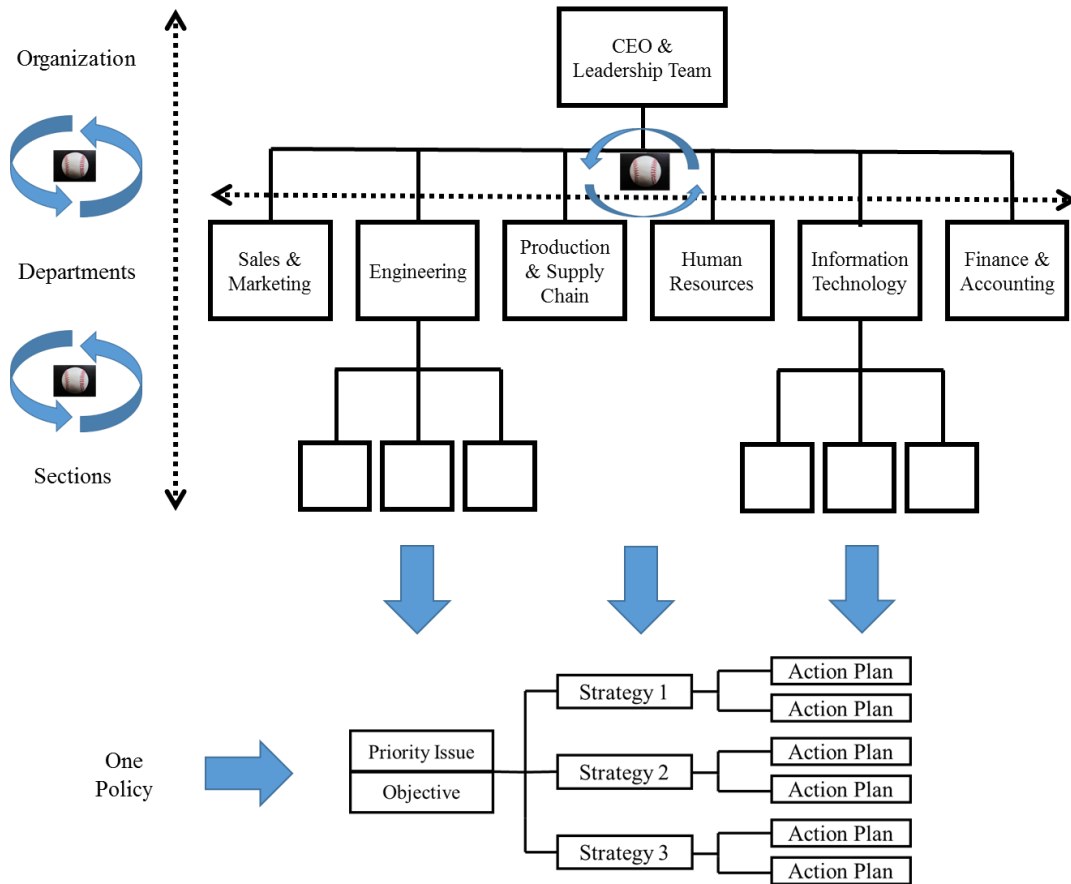 CEO &
Leadership Team
Organization
Departments
Sections
Sales &
Marketing
Engineering
Production
& Supply
Chain
Human
Resources
Information
Technology
Finance &
Accounting
One
Policy
Priority Issue
Objective
Strategy 1
Action Plan
Action Plan
Strategy 2
Action Plan
Action Plan
Strategy 3
Action Plan
Action Plan